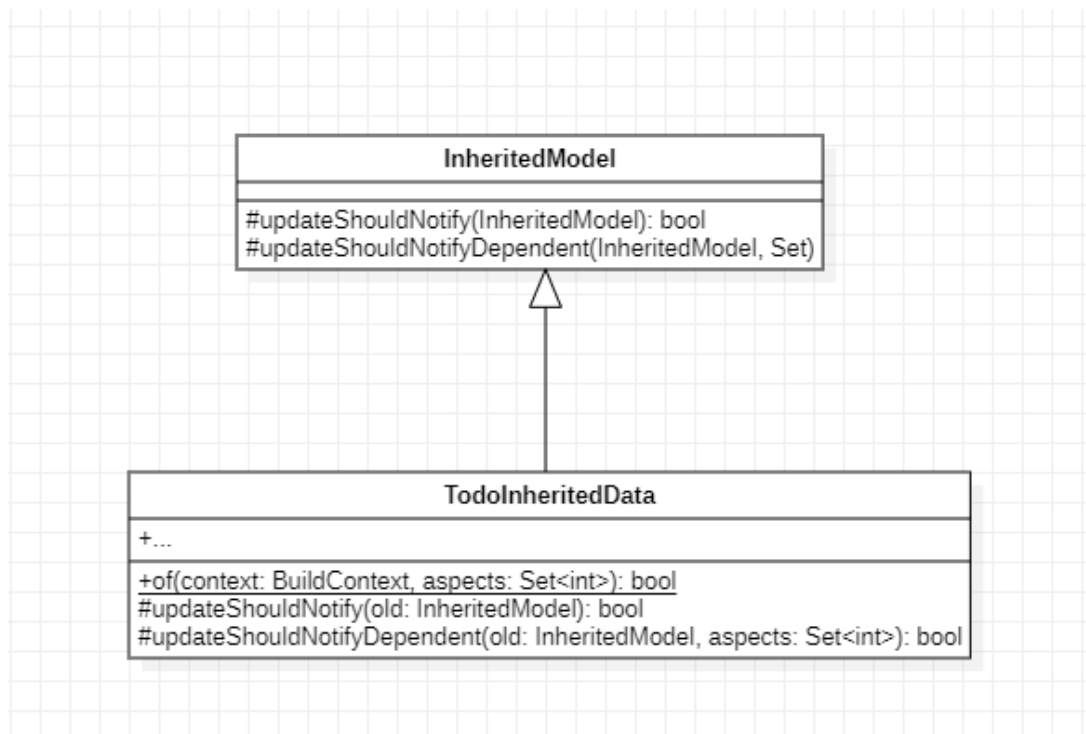 InheritedModel
#updateShouldNotify(InheritedModel): bool
#updateShouldNotifyDependent(InheritedModel, Set)
TodoInheritedData
+...
+of(context: BuildContext, aspects: Set<int>): bool
#updateShouldNotify(old: InheritedModel): bool
#updateShouldNotifyDependent(old: InheritedModel, aspects: Set<int>): bool